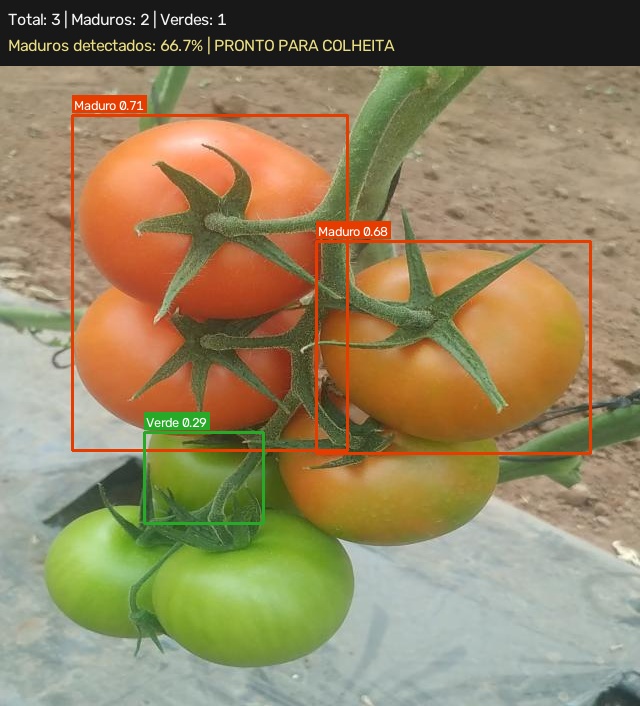 Total: 3 | Maduros: 2 | Verdes: 1
Maduros detectados: 66.7% | PRONTO PARA COLHEITA
Maduro 0.71
Maduro 0.68
Verde 0.29